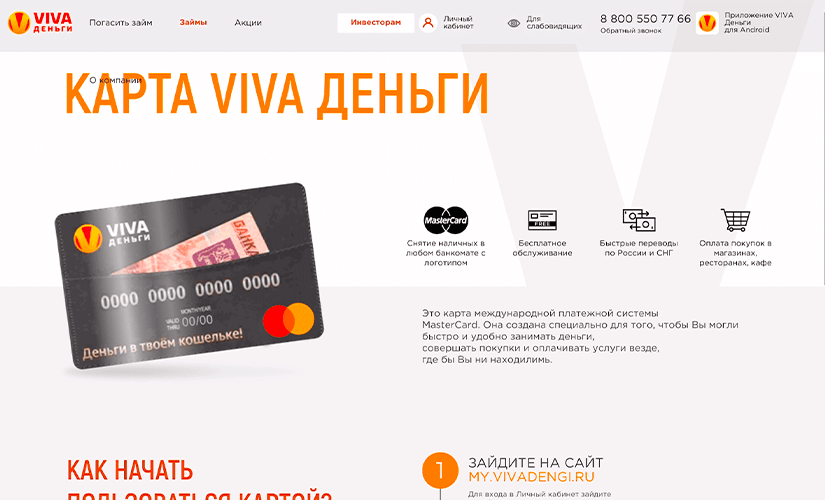 VIVA
ДЕНЬГИ
Погасить займ
Займы
Акции
Инвесторам
Личный
кабинет
Для
слабовидящих
8 800 550 77 66
Обратный звонок
Приложение VIVA
Деньги
для Android
О компании
КАРТА VIVA ДЕНЬГИ
VIVA
ДЕНЬГИ
БАНКА
0000 0000 0000 0000
MONTH/YEAR
VALID
THRU 00/00
Деньги в твоём кошельке!
MasterCard
Снятие наличных в
любом банкомате с
логотипом
FREE
Бесплатное
обслуживание
Быстрые переводы
по России и СНГ
Оплата покупок в
магазинах,
ресторанах, кафе
Это карта международной платежной системы
MasterCard. Она создана специально для того, чтобы Вы могли
быстро и удобно занимать деньги,
совершать покупки и оплачивать услуги везде,
где бы Вы ни находилимь.
КАК НАЧАТЬ
ПОЛЬЗОВАТЬСЯ КАРТОЙ?
1
ЗАЙДИТЕ НА САЙТ
MY.VIVADENGI.RU
Для входа в Личный кабинет зайдите